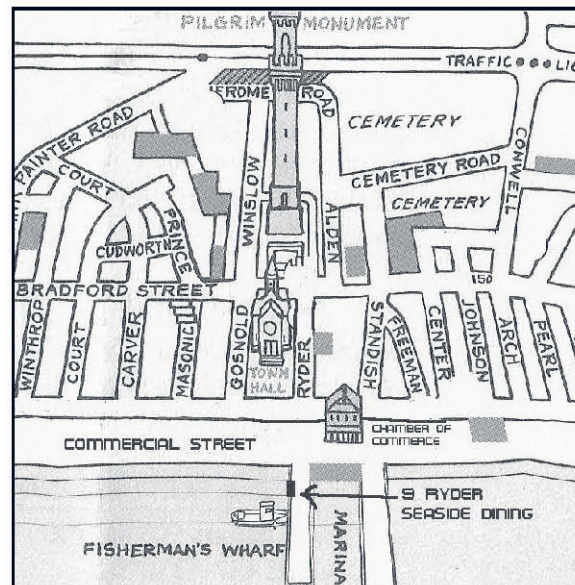 PILGRIM MONUMENT
TRAFFIC
JEROME ROAD
CEMETERY
PAINTER ROAD
COURT
CONWELL
CEMETERY ROAD
WINSLOW
ALDEN
CEMETERY
PRINCE
CUDWORTH
150
BRADFORD STREET
WINTHROP
COURT
CARVER
MASONIC
GOSNOLD
TOWN
HALL
RYDER
STANDISH
FREEMAN
CENTER
JOHNSON
ARCH
PEARL
COMMERCIAL STREET
CHAMBER OF
COMMERCE
9 RYDER
SEASIDE DINING
FISHERMAN'S WHARF
MARINA